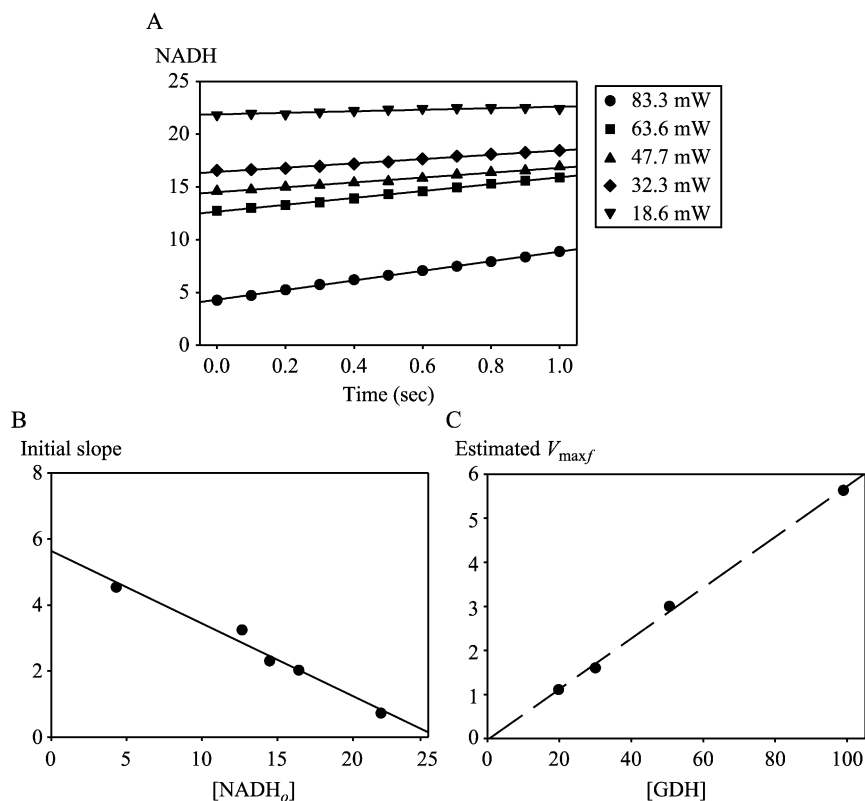 A
NADH
25
20
15
10
5
0
0.0 0.2 0.4 0.6 0.8 1.0
Time (sec)
83.3 mW
63.6 mW
47.7 mW
32.3 mW
18.6 mW
B
Initial slope
8
6
4
2
0
0 5 10 15 20 25
[NADHo]
C
Estimated Vmaxf
6
5
4
3
2
1
0
0 20 40 60 80 100
[GDH]